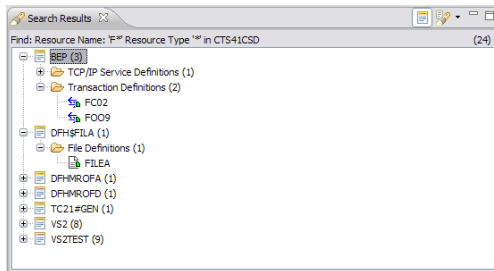 Search Results
Find: Resource Name: 'F*' Resource Type '*' in CTS41CSD (24)
BEP (3)
TCP/IP Service Definitions (1)
Transaction Definitions (2)
FC02
FOO9
DFH$FILA (1)
File Definitions (1)
FILEA
DFHMROFA (1)
DFHMROFD (1)
TC21#GEN (1)
VS2 (8)
VS2TEST (9)